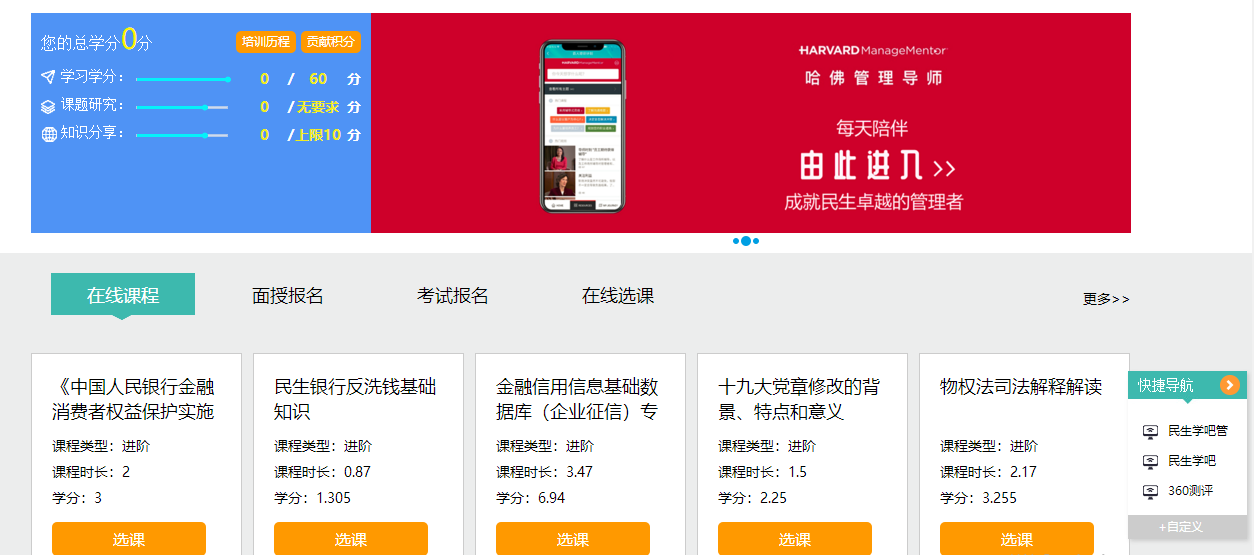 您的总学分0分
培训历程 贡献积分
学习学分： 0 / 60 分
课题研究： 0 / 无要求 分
知识分享： 0 / 上限10 分
HARVARD ManageMentor
哈佛管理导师
每天陪伴
由此进入 >>
成就民生卓越的管理者
在线课程 面授报名 考试报名 在线选课 更多>>
《中国人民银行金融
消费者权益保护实施
课程类型：进阶
课程时长：2
学分：3
选课
民生银行反洗钱基础
知识
课程类型：进阶
课程时长：0.87
学分：1.305
选课
金融信用信息基础数
据库（企业征信）专
课程类型：进阶
课程时长：3.47
学分：6.94
选课
十九大党章修改的背
景、特点和意义
课程类型：进阶
课程时长：1.5
学分：2.25
选课
物权法司法解释解读
课程类型：进阶
课程时长：2.17
学分：3.255
选课
快捷导航
民生学吧管
民生学吧
360测评
+自定义